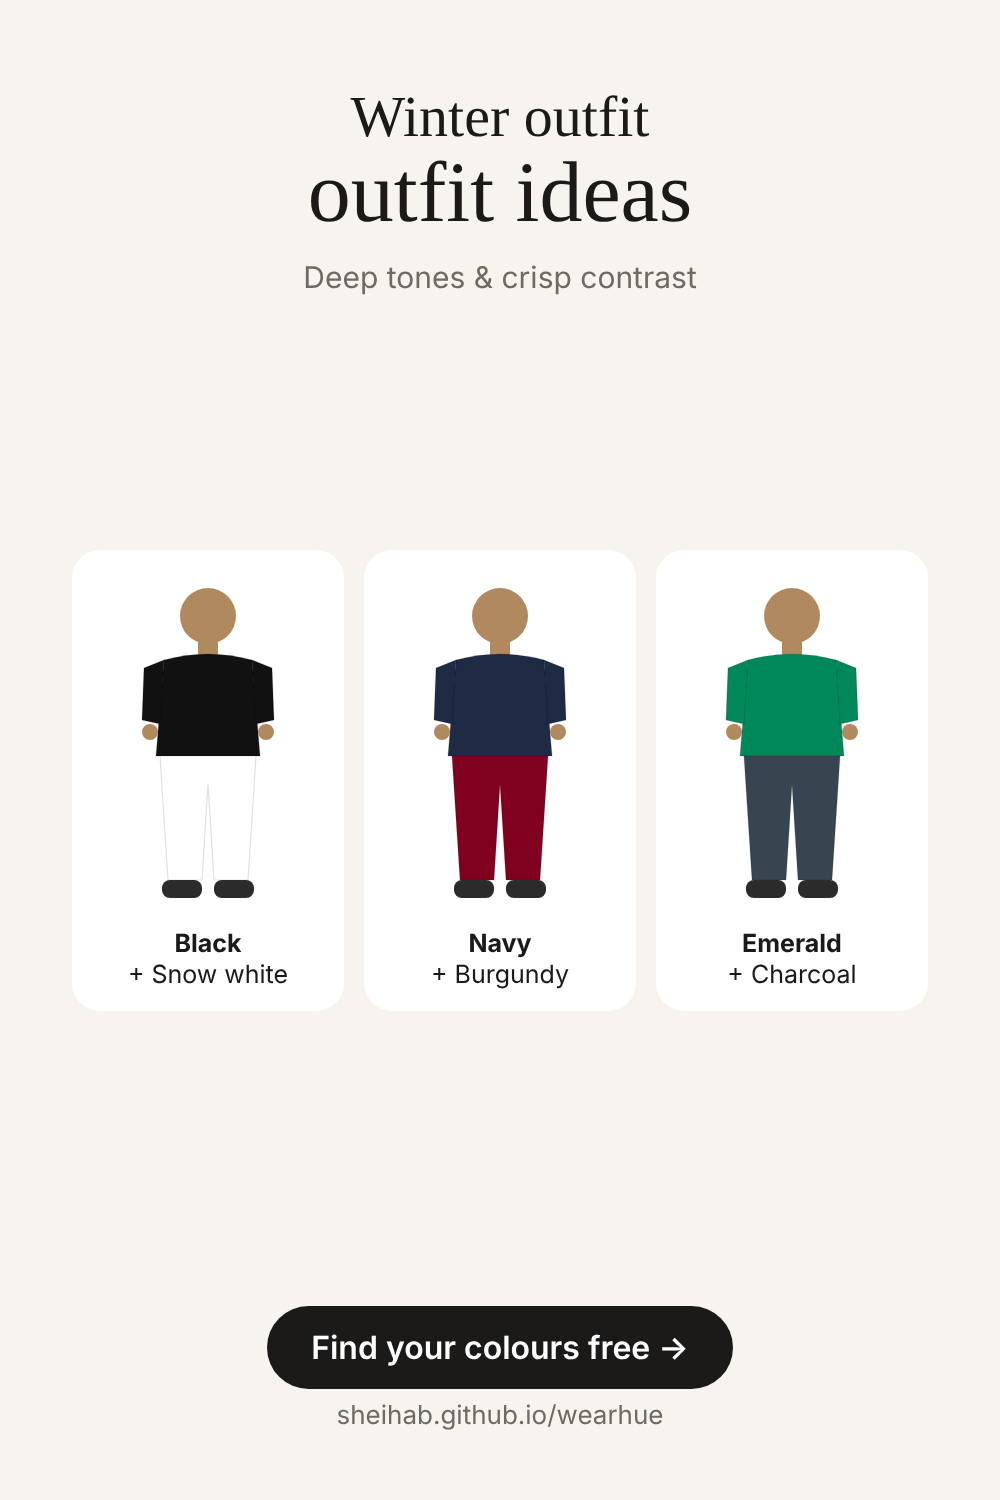 Winter outfit
outfit ideas
Deep tones & crisp contrast
Black
+ Snow white
Navy
+ Burgundy
Emerald
+ Charcoal
Find your colours free →
sheihab.github.io/wearhue